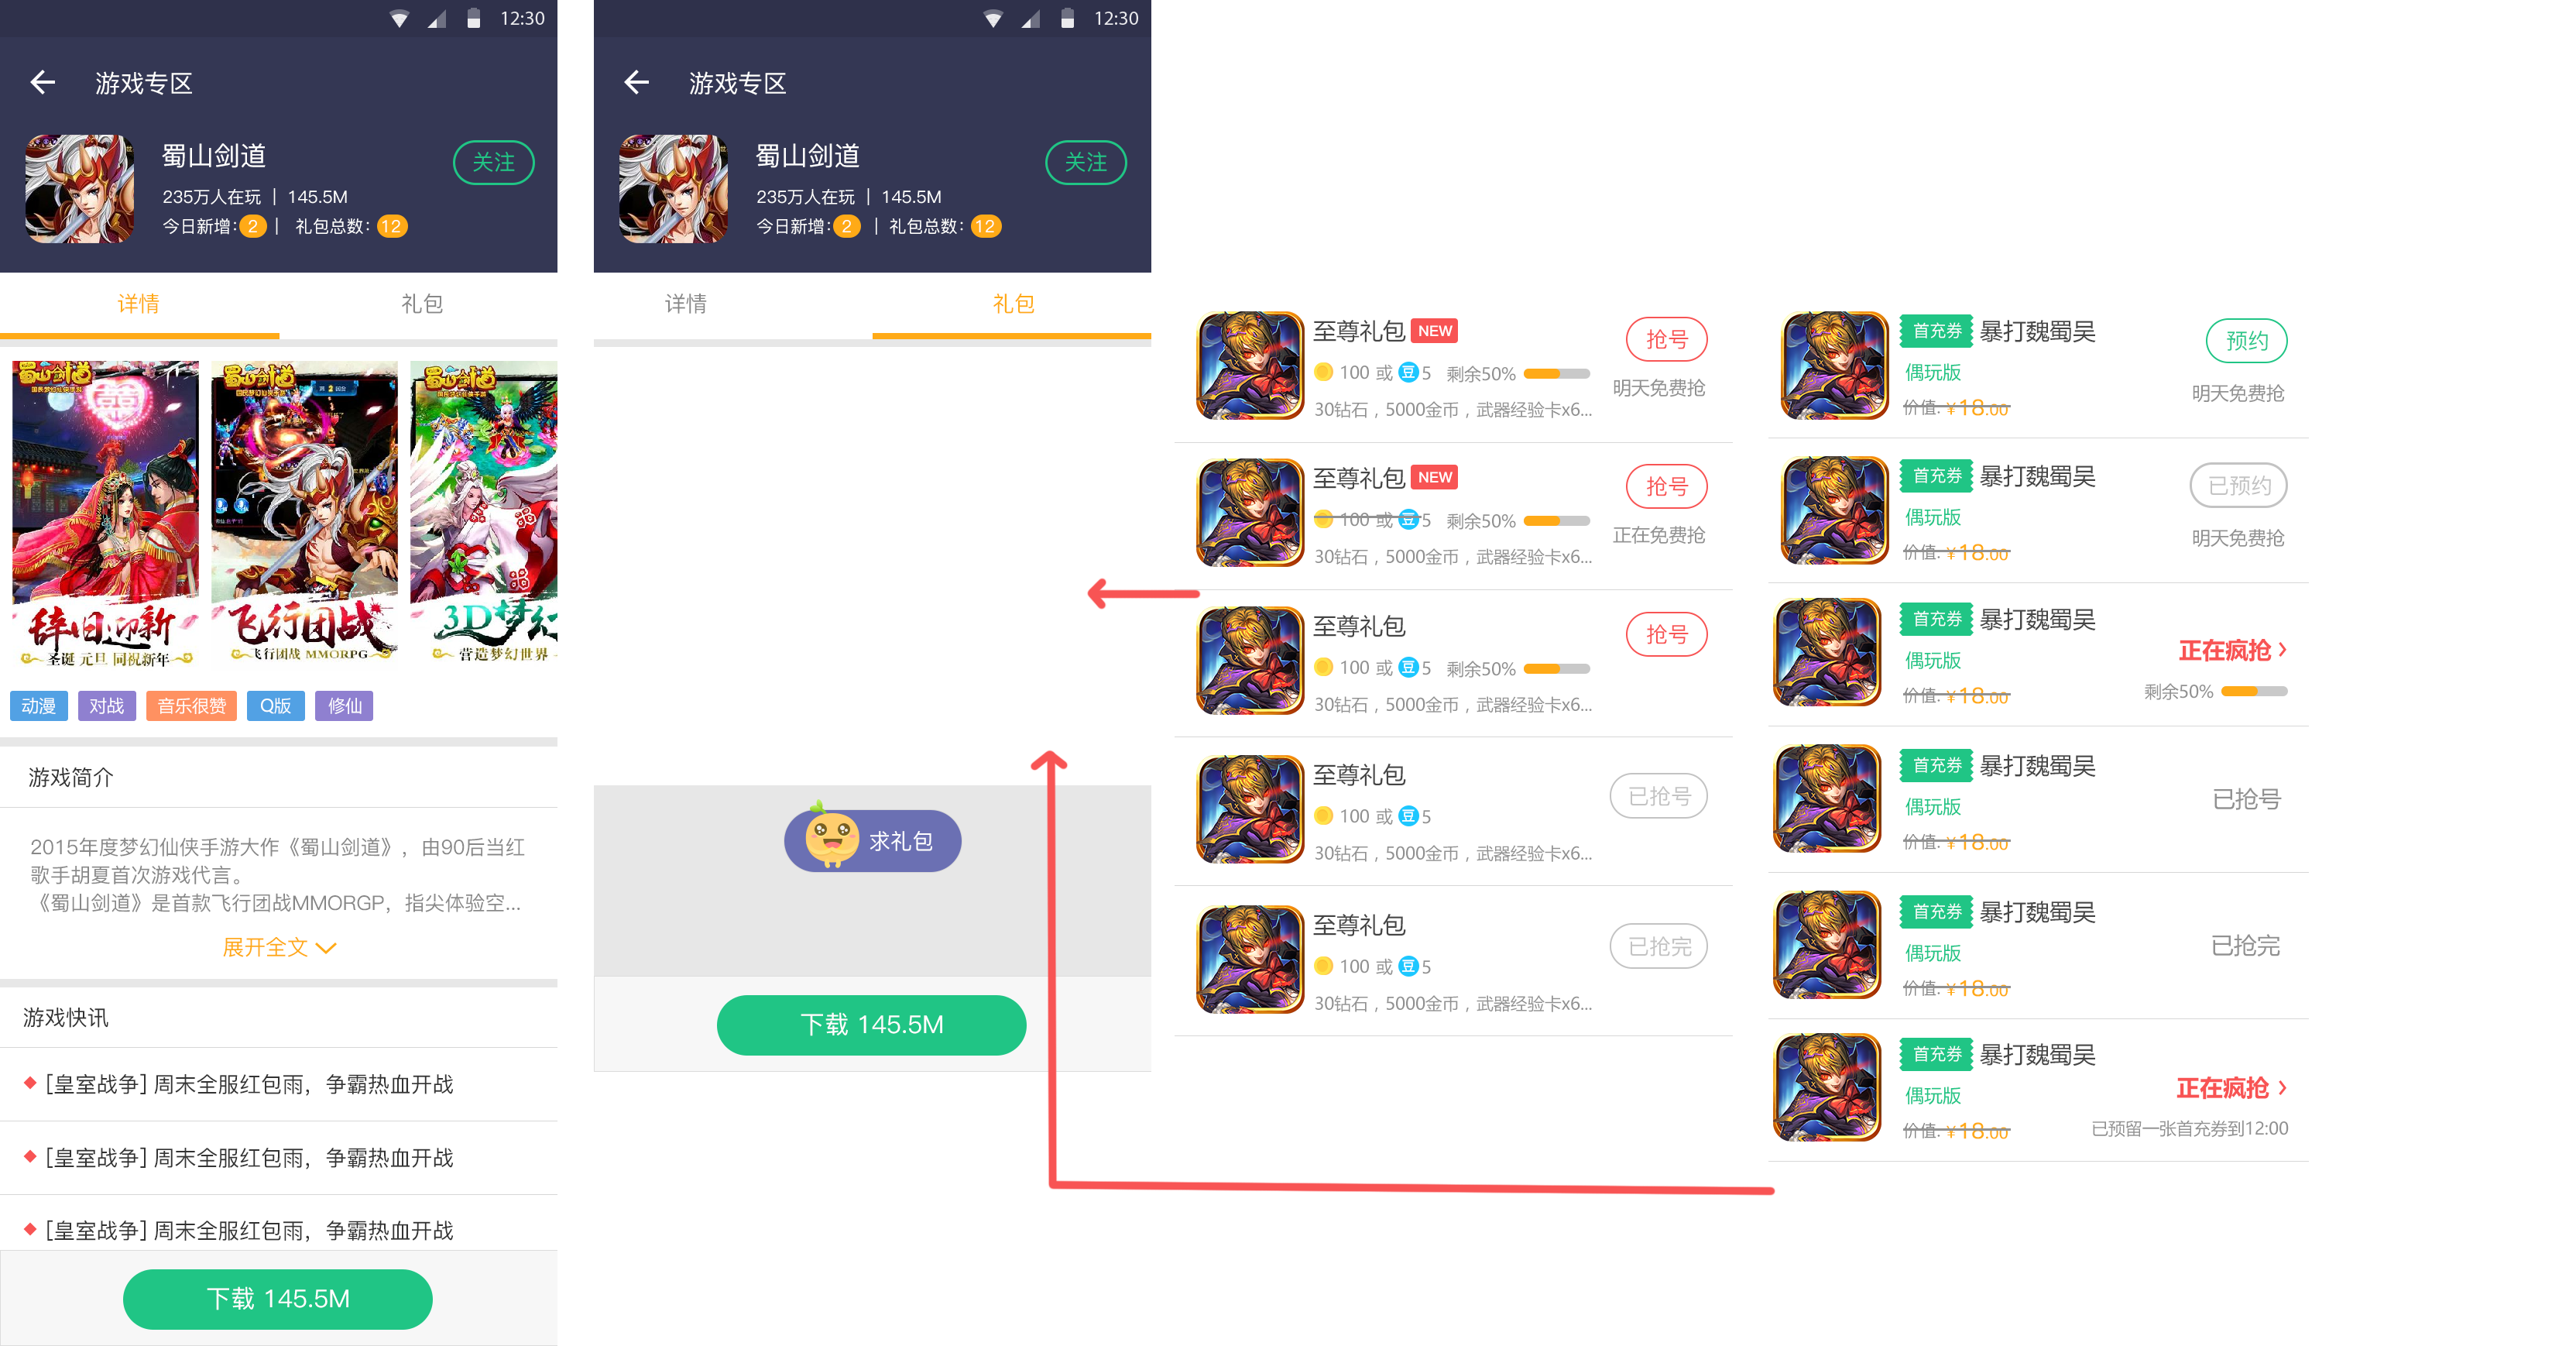 12:30
游戏专区
蜀山剑道
关注
235万人在玩 | 145.5M
今日新增: 2 | 礼包总数: 12
详情
礼包
蜀山剑道
辞旧迎新
圣诞 元旦 同祝新年
蜀山剑道
飞行团战
飞行团战 MMORPG
蜀山剑道
3D梦幻
营造梦幻世界
动漫
对战
音乐很赞
Q版
修仙
游戏简介
2015年度梦幻仙侠手游大作《蜀山剑道》，由90后当红
歌手胡夏首次游戏代言。
《蜀山剑道》是首款飞行团战MMORGP，指尖体验空...
展开全文
游戏快讯
[皇室战争] 周末全服红包雨，争霸热血开战
[皇室战争] 周末全服红包雨，争霸热血开战
[皇室战争] 周末全服红包雨，争霸热血开战
下载 145.5M
12:30
游戏专区
蜀山剑道
关注
235万人在玩 | 145.5M
今日新增: 2 | 礼包总数: 12
详情
礼包
求礼包
下载 145.5M
至尊礼包 NEW
抢号
100 或 豆 5 剩余50%
明天免费抢
30钻石，5000金币，武器经验卡x6...
至尊礼包 NEW
抢号
100 或 豆 5 剩余50%
正在免费抢
30钻石，5000金币，武器经验卡x6...
至尊礼包
抢号
100 或 豆 5 剩余50%
30钻石，5000金币，武器经验卡x6...
至尊礼包
已抢号
100 或 豆 5
30钻石，5000金币，武器经验卡x6...
至尊礼包
已抢完
100 或 豆 5
30钻石，5000金币，武器经验卡x6...
首充券 暴打魏蜀吴
预约
偶玩版
明天免费抢
价值: ¥18.00
首充券 暴打魏蜀吴
已预约
偶玩版
明天免费抢
价值: ¥18.00
首充券 暴打魏蜀吴
正在疯抢 >
偶玩版
剩余50%
价值: ¥18.00
首充券 暴打魏蜀吴
已抢号
偶玩版
价值: ¥18.00
首充券 暴打魏蜀吴
已抢完
偶玩版
价值: ¥18.00
首充券 暴打魏蜀吴
正在疯抢 >
偶玩版
已预留一张首充券到12:00
价值: ¥18.00